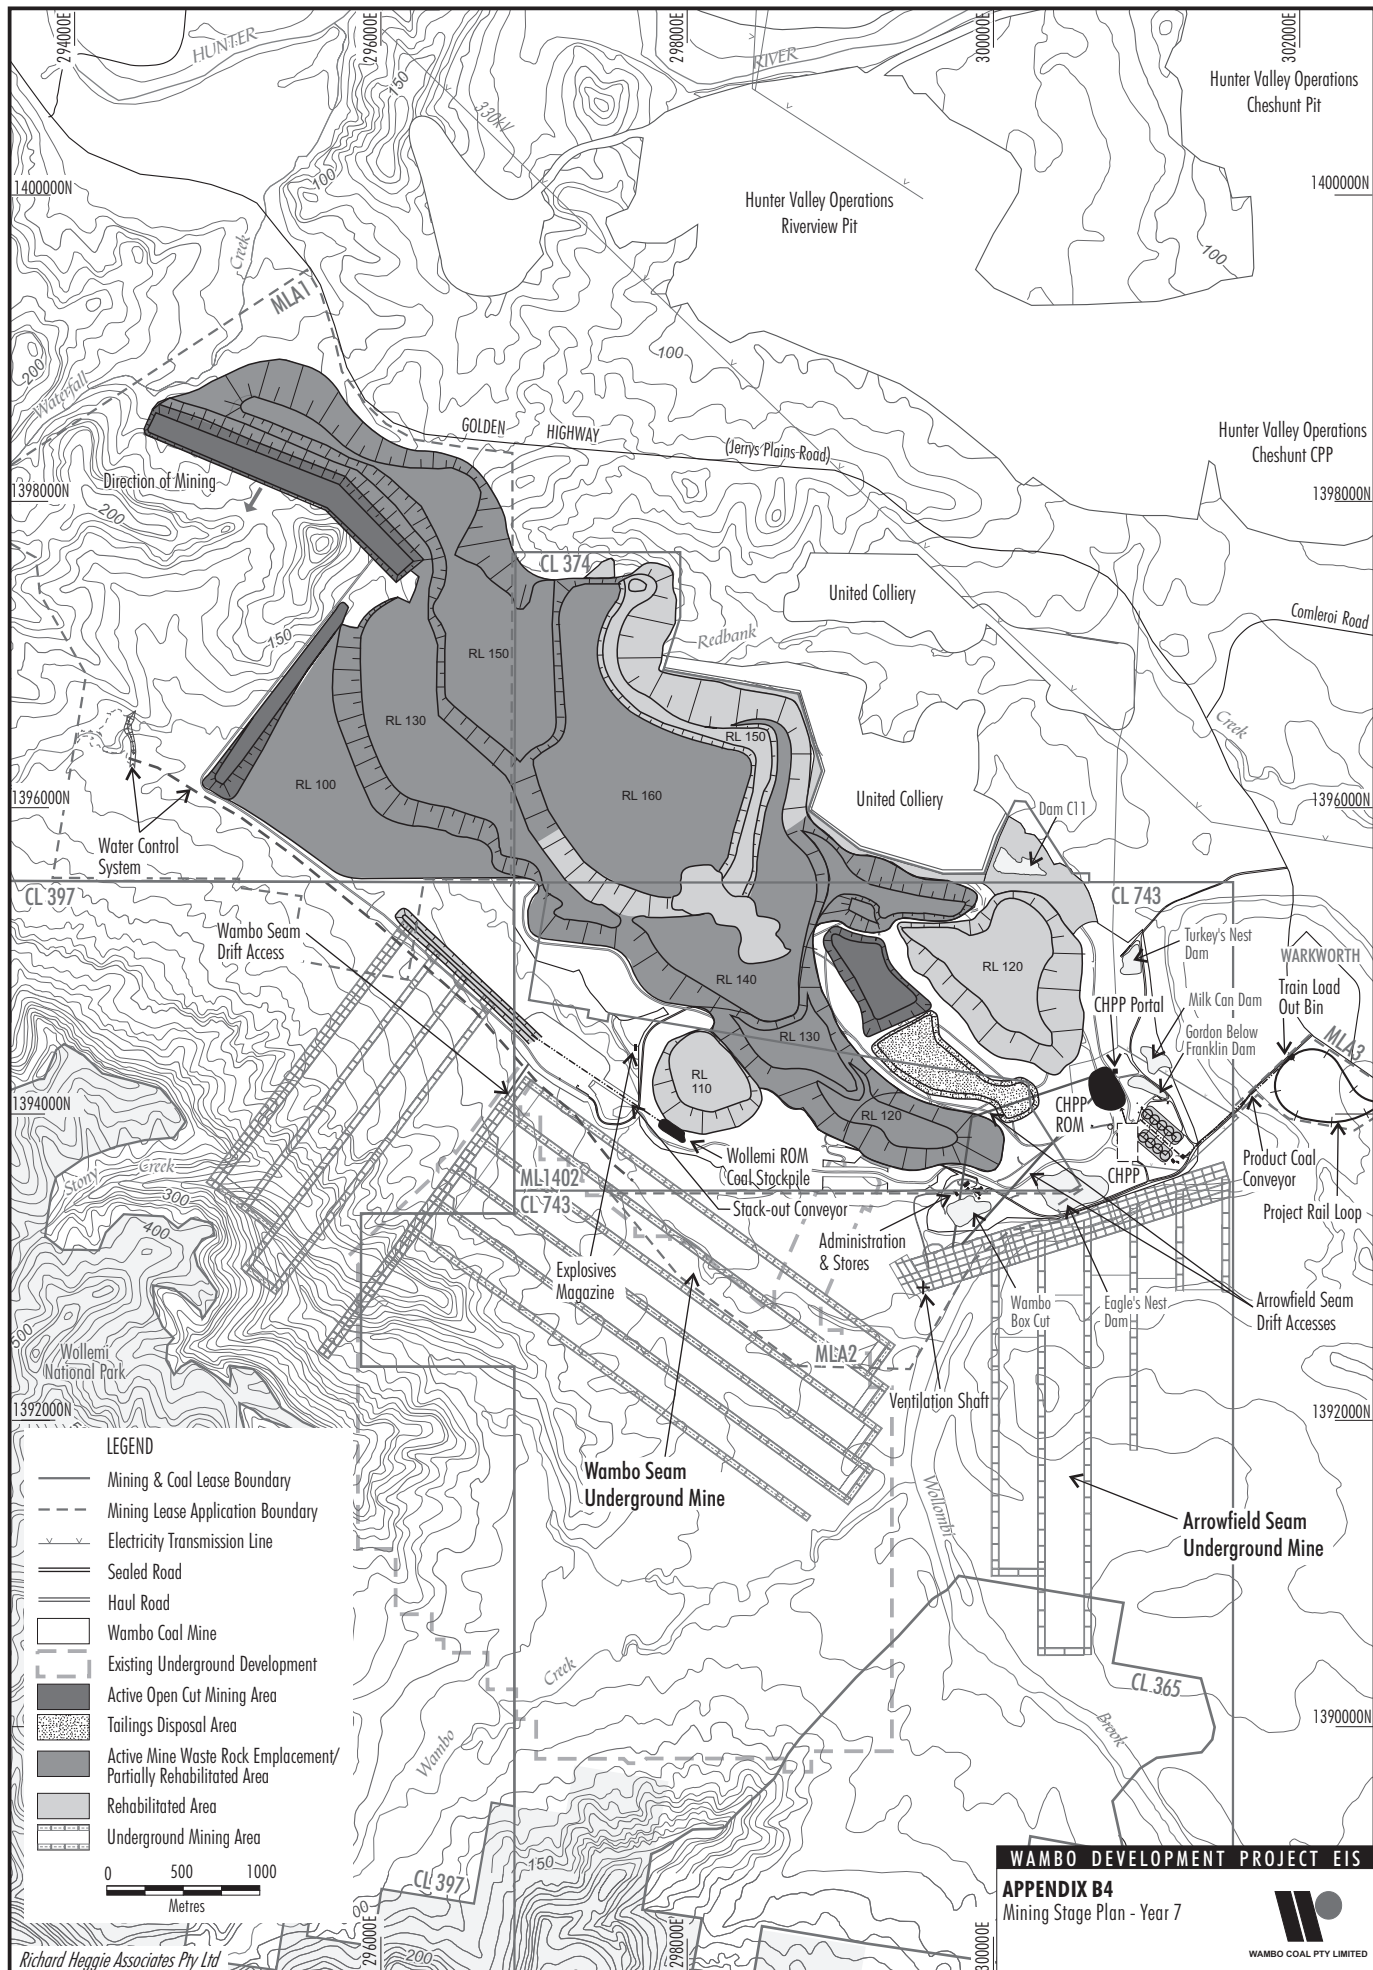 294000E
296000E
298000E
300000E
302000E
HUNTER
RIVER
150
330kV
Hunter Valley Operations
Cheshunt Pit
100
1400000N
1400000N
Hunter Valley Operations
Riverview Pit
Creek
100
MLA1
100
200
Waterfall
GOLDEN HIGHWAY
(Jerrys Plains Road)
Hunter Valley Operations
Cheshunt CPP
Direction of Mining
1398000N
1398000N
200
CL 374
United Colliery
Comleroi Road
150
Redbank
RL 150
RL 130
Creek
RL 150
RL 100
RL 160
United Colliery
1396000N
1396000N
Dam C11
Water Control
System
CL 397
CL 743
Wambo Seam
Drift Access
Turkey's Nest
Dam
WARKWORTH
RL 120
Train Load
Out Bin
RL 140
CHPP Portal
Milk Can Dam
Gordon Below
Franklin Dam
RL 130
MLA3
RL
110
1394000N
CHPP
ROM
RL 120
Wollemi ROM
Coal Stockpile
Product Coal
Conveyor
Stony Creek
ML1402
CHPP
300
CL 743
Stack-out Conveyor
Project Rail Loop
400
Administration
& Stores
Explosives
Magazine
Wambo
Box Cut
Eagle's Nest
Dam
Arrowfield Seam
Drift Accesses
500
Wollemi
National Park
MLA2
Ventilation Shaft
1392000N
1392000N
LEGEND
Mining & Coal Lease Boundary
Mining Lease Application Boundary
Electricity Transmission Line
Sealed Road
Haul Road
Wambo Coal Mine
Existing Underground Development
Active Open Cut Mining Area
Tailings Disposal Area
Active Mine Waste Rock Emplacement/
Partially Rehabilitated Area
Rehabilitated Area
Underground Mining Area
0 500 1000
Metres
Wambo Seam
Underground Mine
Wollombi
Arrowfield Seam
Underground Mine
Creek
CL 365
Brook
1390000N
Wambo
150
CL 397
200
296000E
298000E
300000E
WAMBO DEVELOPMENT PROJECT EIS
APPENDIX B4
Mining Stage Plan - Year 7
WAMBO COAL PTY LIMITED
Richard Heggie Associates Pty Ltd